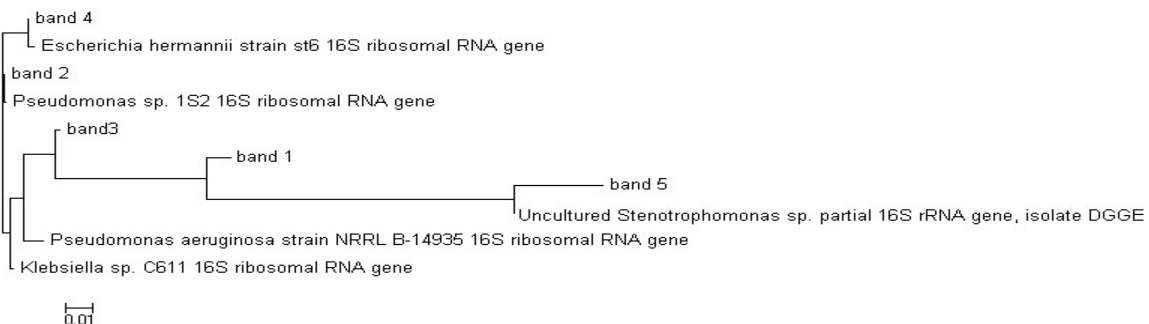 band 4
Escherichia hermannii strain st6 16S ribosomal RNA gene
band 2
Pseudomonas sp. 1S2 16S ribosomal RNA gene
band3
band 1
band 5
Uncultured Stenotrophomonas sp. partial 16S rRNA gene, isolate DGGE
Pseudomonas aeruginosa strain NRRL B-14935 16S ribosomal RNA gene
Klebsiella sp. C611 16S ribosomal RNA gene
0.01